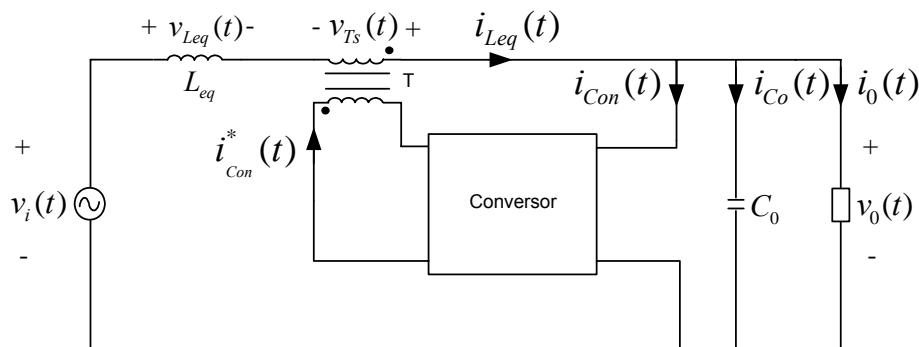 + v_Leq(t) -
L_eq
- v_Ts(t) +
T
i_Leq(t)
i_Con(t)
i_Co(t)
i_0(t)
i*_Con(t)
+
v_i(t)
-
Conversor
C_0
+
v_0(t)
-